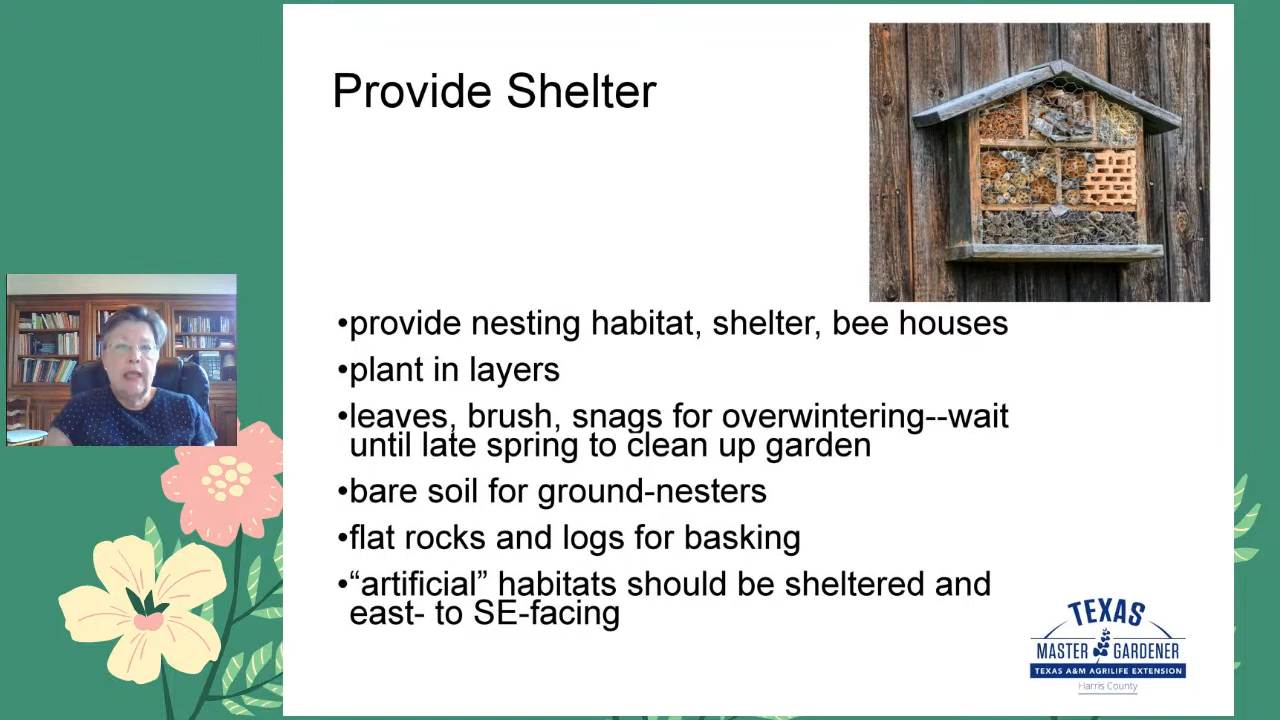 Provide Shelter
•provide nesting habitat, shelter, bee houses
•plant in layers
•leaves, brush, snags for overwintering--wait
until late spring to clean up garden
•bare soil for ground-nesters
•flat rocks and logs for basking
•“artificial” habitats should be sheltered and
east- to SE-facing
TEXAS
MASTER GARDENER
TEXAS A&M AGRILIFE EXTENSION
Harris County